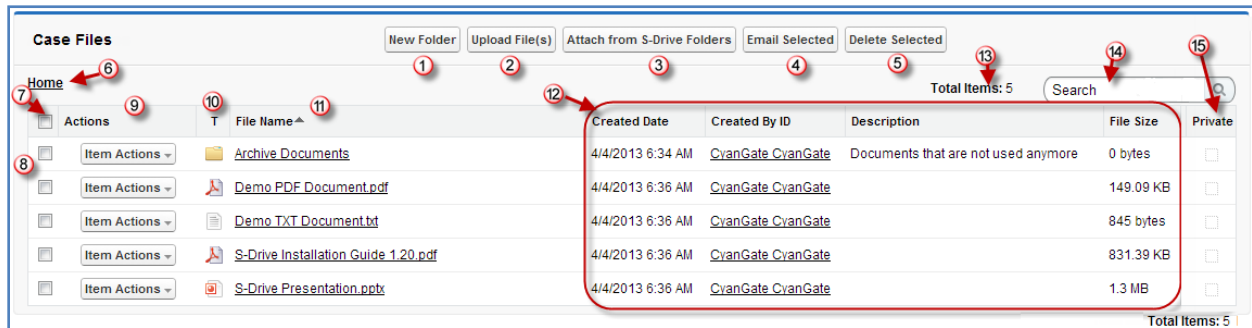 Case Files New Folder Upload File(s) Attach from S-Drive Folders Email Selected Delete Selected
1 2 3 4 5
Home 6 Total Items: 5 13 Search 14 15
7 9 10 11 12
Actions T File Name Created Date Created By ID Description File Size Private
8 Item Actions Archive Documents 4/4/2013 6:34 AM CyanGate CyanGate Documents that are not used anymore 0 bytes
Item Actions Demo PDF Document.pdf 4/4/2013 6:36 AM CyanGate CyanGate 149.09 KB
Item Actions Demo TXT Document.txt 4/4/2013 6:36 AM CyanGate CyanGate 845 bytes
Item Actions S-Drive Installation Guide 1.20.pdf 4/4/2013 6:36 AM CyanGate CyanGate 831.39 KB
Item Actions S-Drive Presentation.pptx 4/4/2013 6:36 AM CyanGate CyanGate 1.3 MB
Total Items: 5